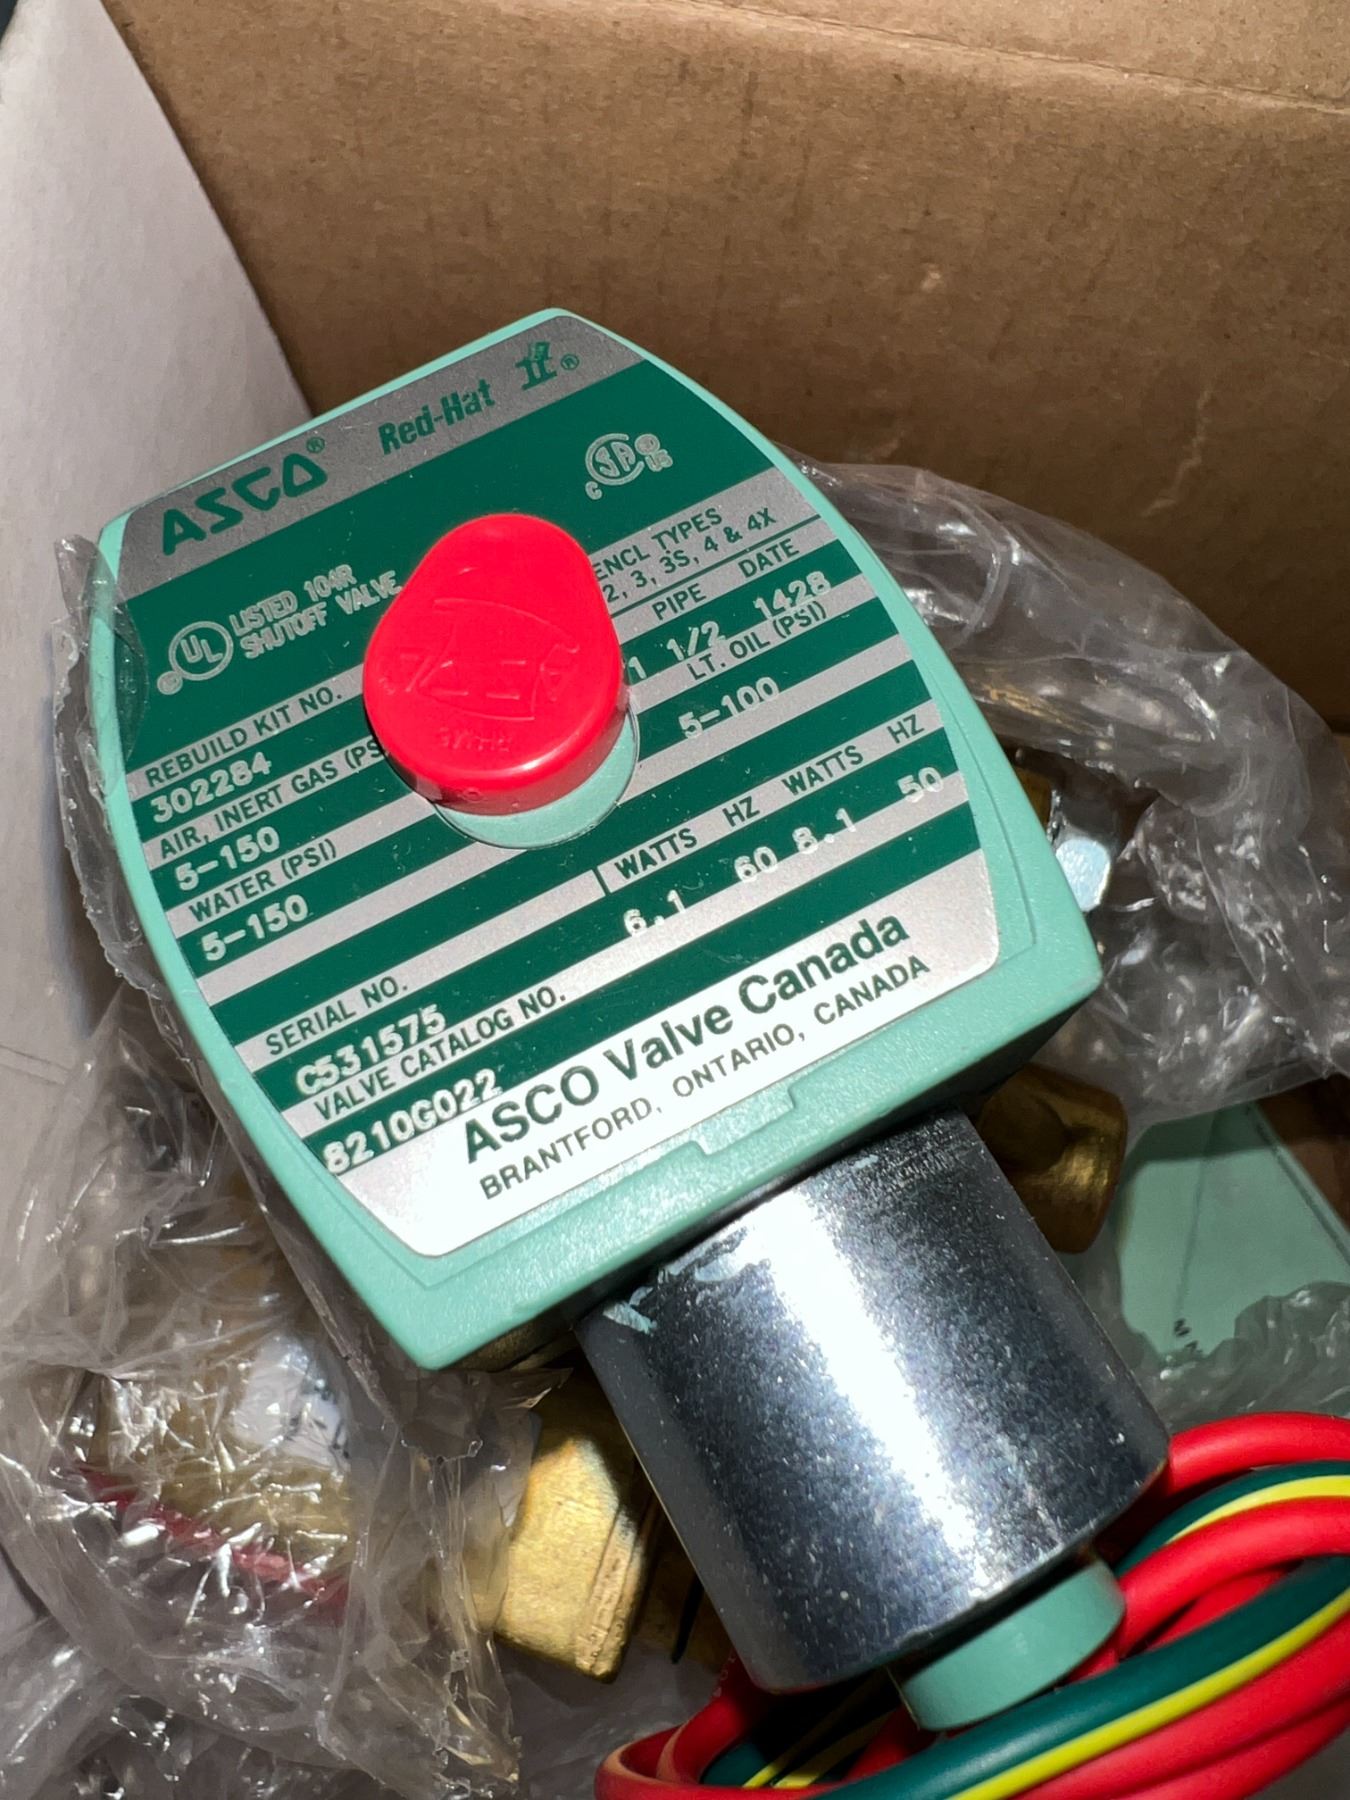 ASCO® Red-Hat II®
CSA C US
UL LISTED 104R
SHUTOFF VALVE
ENCL TYPES
2, 3, 3S, 4 & 4X
REBUILD KIT NO. PIPE DATE
302284 1 1/2 1428
AIR, INERT GAS (PS LT. OIL (PSI)
5-150 5-100
WATER (PSI)
5-150
SERIAL NO. WATTS HZ WATTS HZ
C531575 6.1 60 8.1 50
VALVE CATALOG NO.
8210G022
ASCO Valve Canada
BRANTFORD, ONTARIO, CANADA